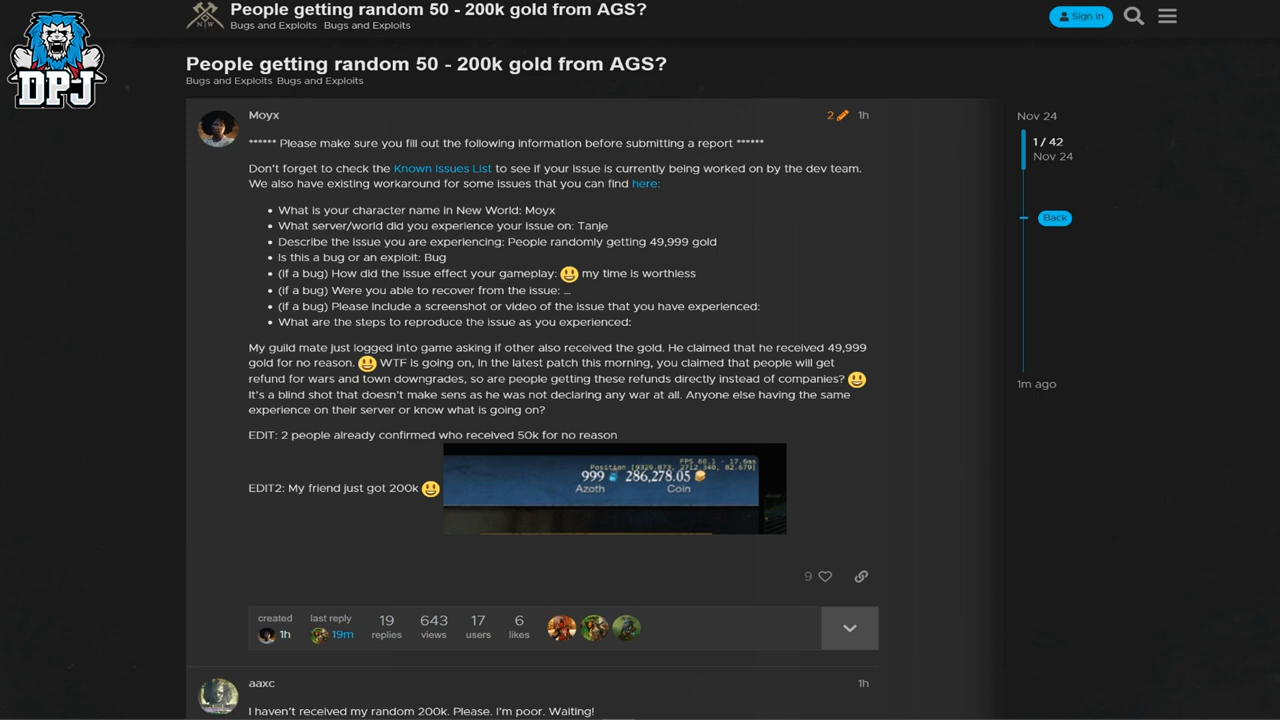 People getting random 50 - 200k gold from AGS?
Bugs and Exploits Bugs and Exploits
N W
Sign in
DPJ
People getting random 50 - 200k gold from AGS?
Bugs and Exploits Bugs and Exploits
Moyx
2
1h
****** Please make sure you fill out the following information before submitting a report ******
Don't forget to check the Known Issues List to see if your issue is currently being worked on by the dev team.
We also have existing workaround for some issues that you can find here:
• What is your character name in New World: Moyx
• What server/world did you experience your issue on: Tanje
• Describe the issue you are experiencing: People randomly getting 49,999 gold
• Is this a bug or an exploit: Bug
• (if a bug) How did the issue effect your gameplay: 😃 my time is worthless
• (if a bug) Were you able to recover from the issue: ...
• (if a bug) Please include a screenshot or video of the issue that you have experienced:
• What are the steps to reproduce the issue as you experienced:
My guild mate just logged into game asking if other also received the gold. He claimed that he received 49,999
gold for no reason. 😃 WTF is going on, In the latest patch this morning, you claimed that people will get
refund for wars and town downgrades, so are people getting these refunds directly instead of companies? 😃
It's a blind shot that doesn't make sens as he was not declaring any war at all. Anyone else having the same
experience on their server or know what is going on?
EDIT: 2 people already confirmed who received 50k for no reason
FPS 60.1 - 17.6ms
Position [9329.873, 2712.340, 82.679]
999 286,278.05
Azoth Coin
EDIT2: My friend just got 200k 😃
9
created last reply 19 643 17 6
1h 19m replies views users likes
aaxc
1h
I haven't received my random 200k. Please. I'm poor. Waiting!
Nov 24
1 / 42
Nov 24
Back
1m ago